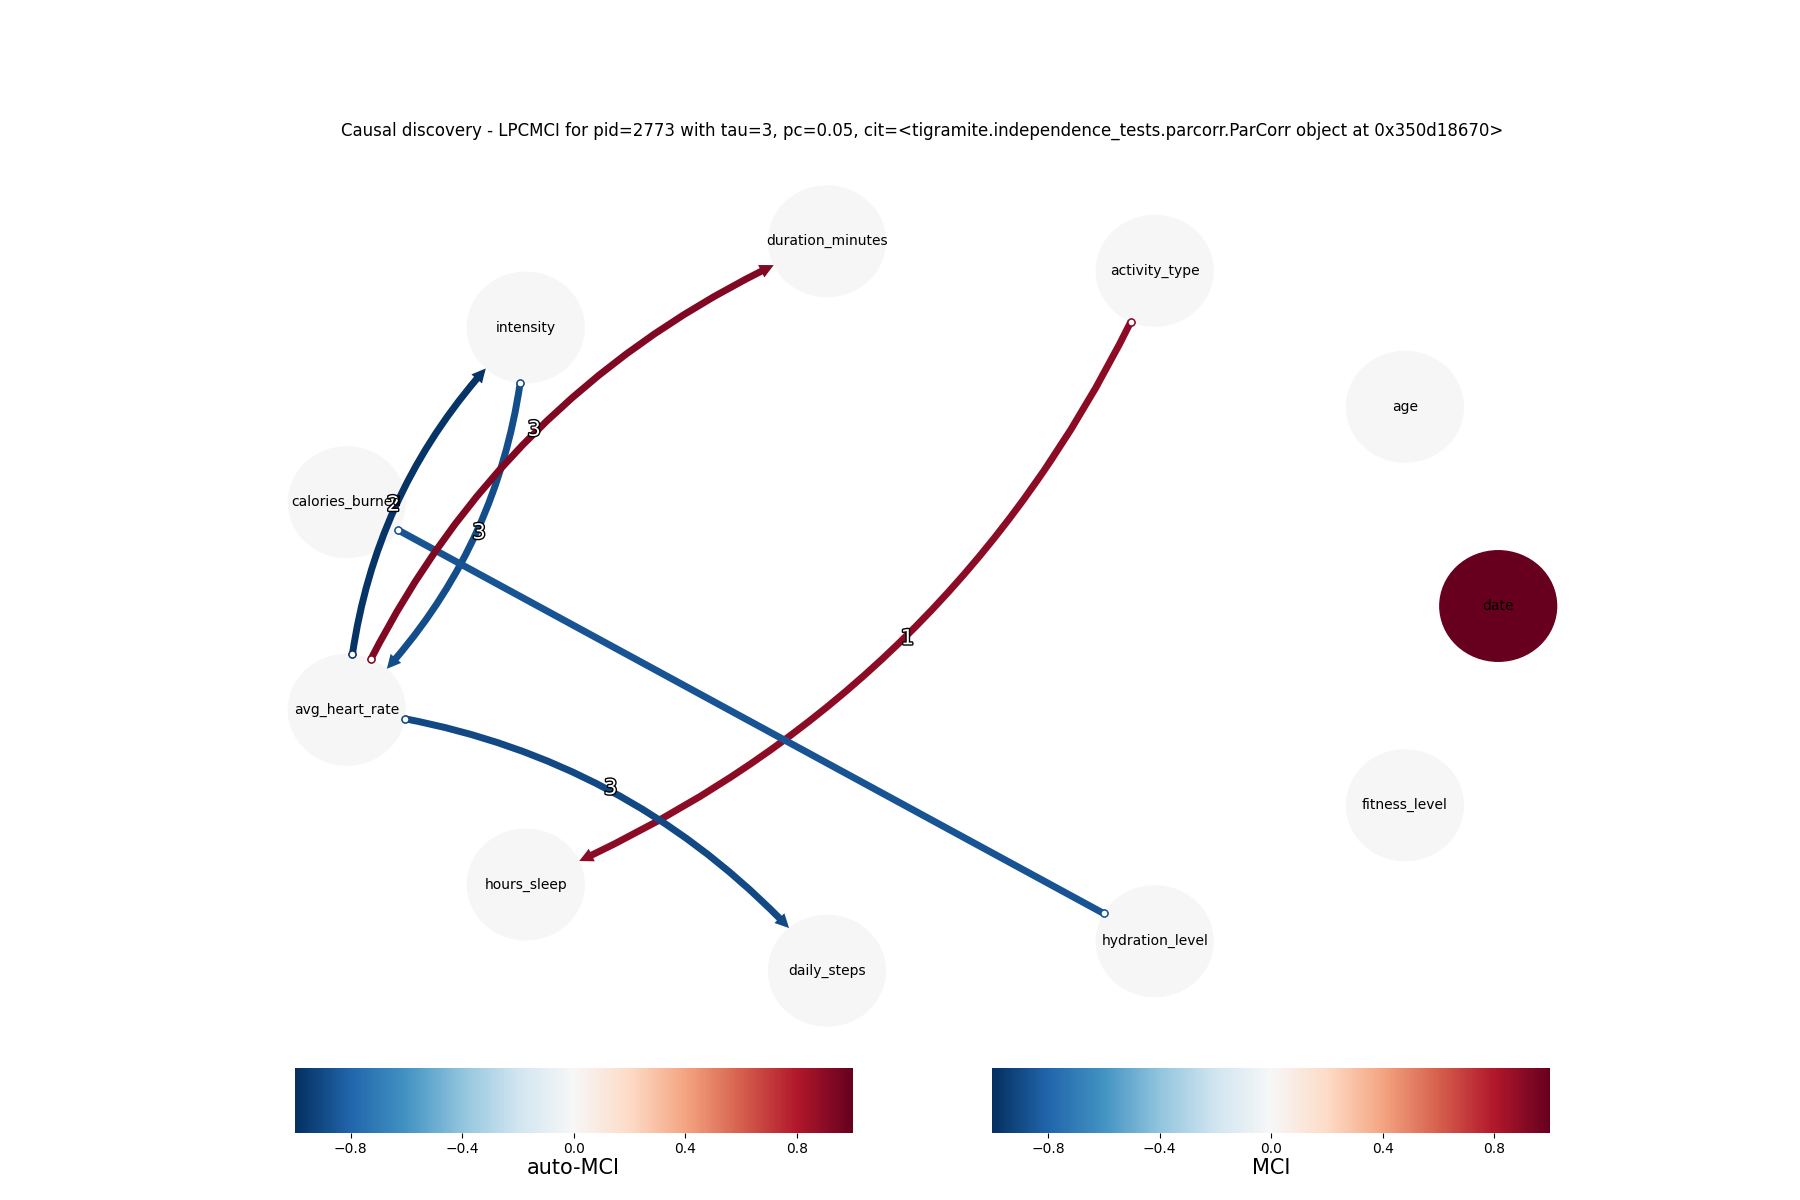 Causal discovery - LPCMCI for pid=2773 with tau=3, pc=0.05, cit=<tigramite.independence_tests.parcorr.ParCorr object at 0x350d18670>
duration_minutes
activity_type
intensity
age
3
calories_burned
2
3
date
1
avg_heart_rate
3
fitness_level
hours_sleep
hydration_level
daily_steps
−0.8 −0.4 0.0 0.4 0.8
auto-MCI
−0.8 −0.4 0.0 0.4 0.8
MCI